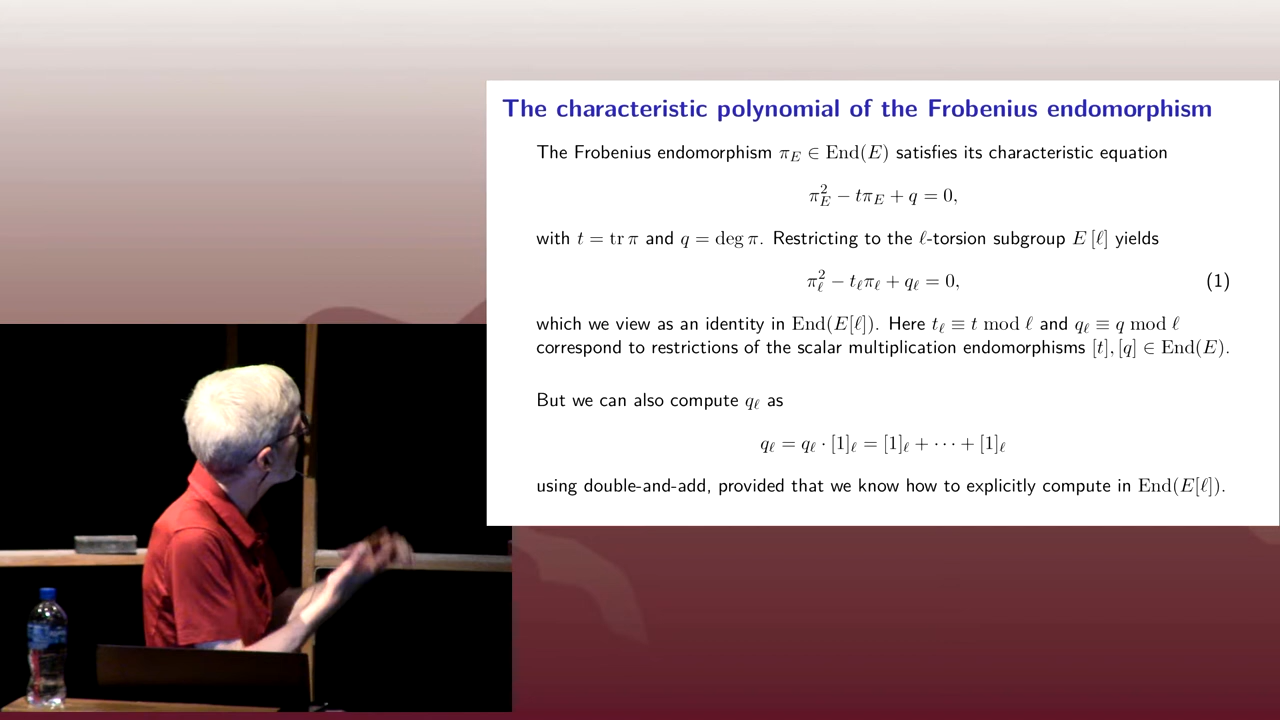 The characteristic polynomial of the Frobenius endomorphism
The Frobenius endomorphism π_E ∈ End(E) satisfies its characteristic equation
π_E^2 − tπ_E + q = 0,
with t = tr π and q = deg π. Restricting to the ℓ-torsion subgroup E [ℓ] yields
π_ℓ^2 − t_ℓπ_ℓ + q_ℓ = 0, (1)
which we view as an identity in End(E[ℓ]). Here t_ℓ ≡ t mod ℓ and q_ℓ ≡ q mod ℓ
correspond to restrictions of the scalar multiplication endomorphisms [t], [q] ∈ End(E).
But we can also compute q_ℓ as
q_ℓ = q_ℓ · [1]_ℓ = [1]_ℓ + · · · + [1]_ℓ
using double-and-add, provided that we know how to explicitly compute in End(E[ℓ]).